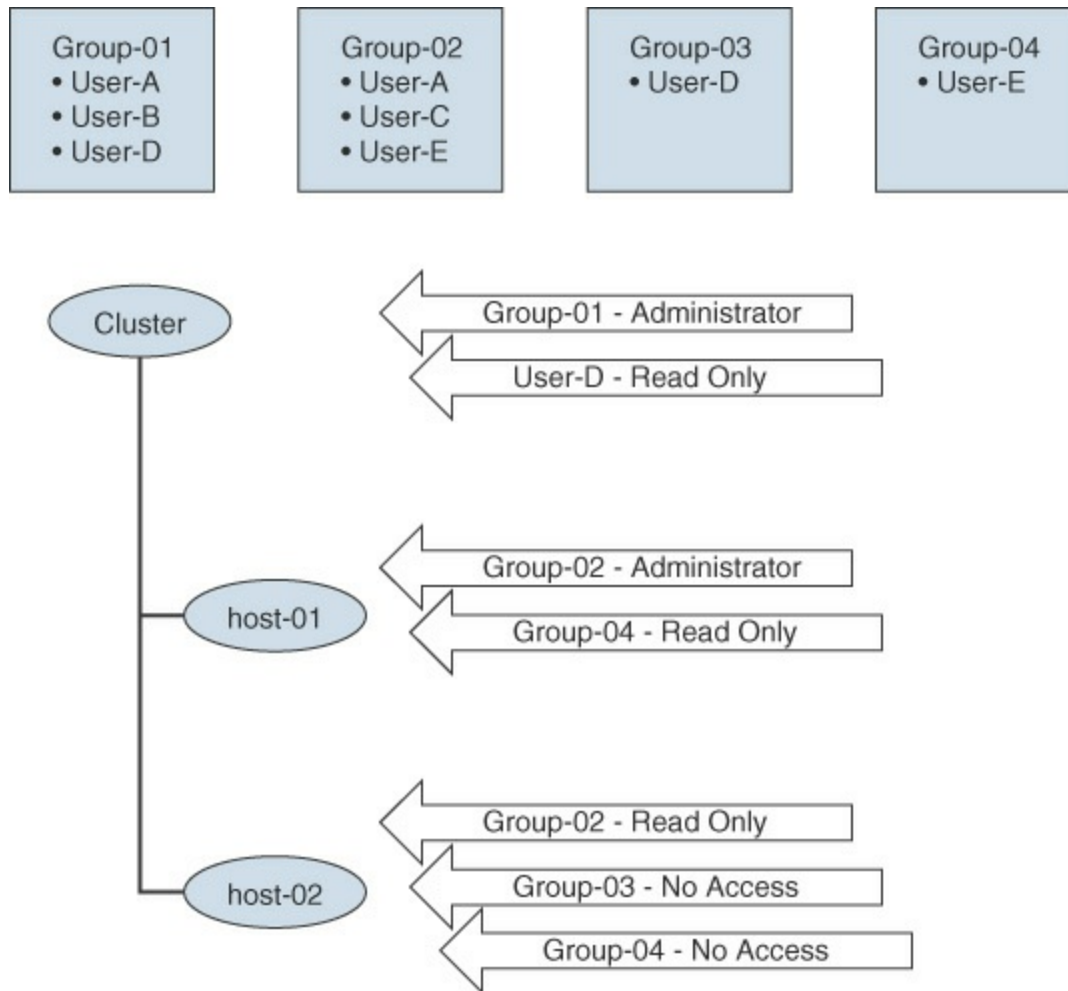 Group-01
• User-A
• User-B
• User-D
Group-02
• User-A
• User-C
• User-E
Group-03
• User-D
Group-04
• User-E
Cluster
Group-01 - Administrator
User-D - Read Only
host-01
Group-02 - Administrator
Group-04 - Read Only
host-02
Group-02 - Read Only
Group-03 - No Access
Group-04 - No Access